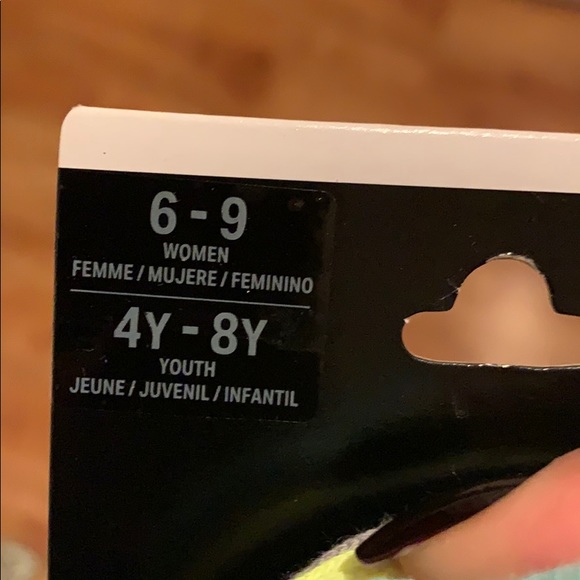 6 - 9
WOMEN
FEMME / MUJERE / FEMININO
4Y - 8Y
YOUTH
JEUNE / JUVENIL / INFANTIL